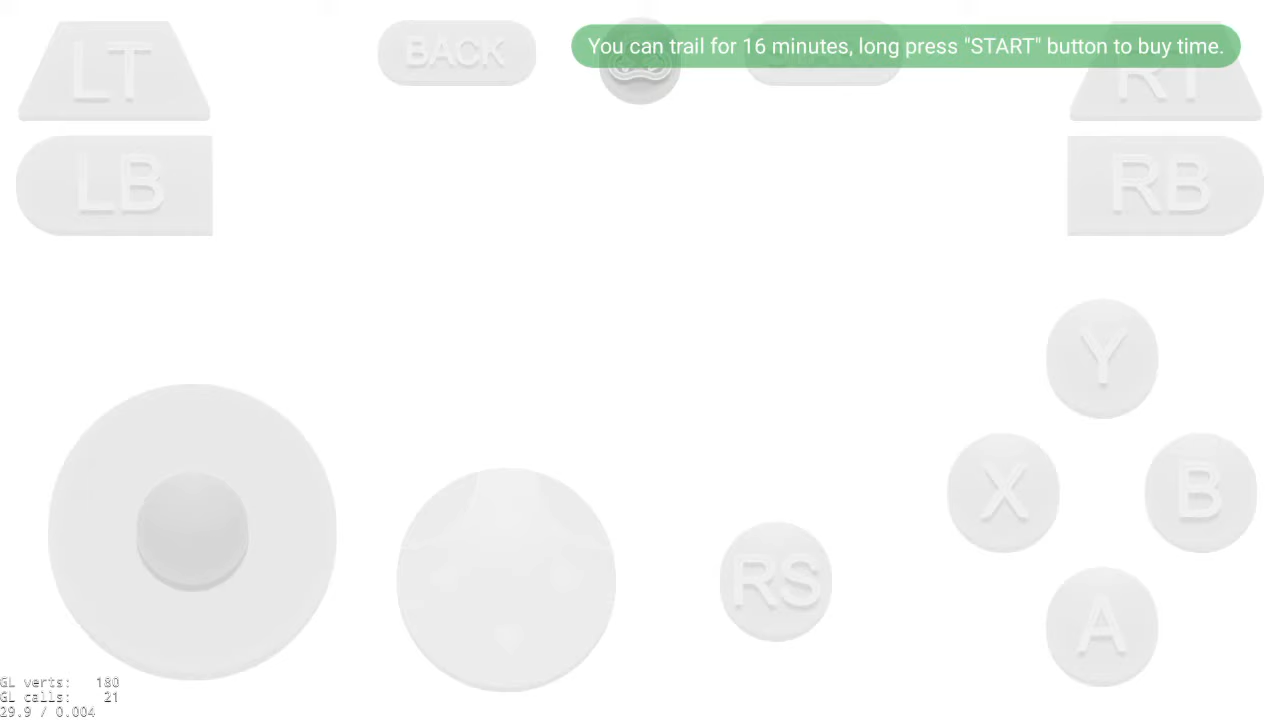 LT
BACK
You can trail for 16 minutes, long press "START" button to buy time.
RT
LB
RB
Y
X
B
RS
A
GL verts: 180
GL calls: 21
29.9 / 0.004